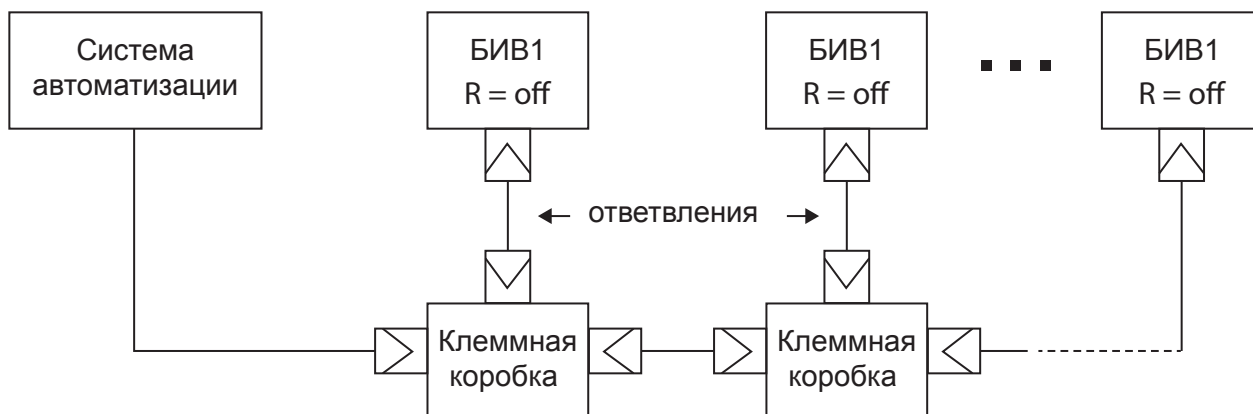 Система
автоматизации
БИВ1
R = off
БИВ1
R = off
БИВ1
R = off
ответвления
Клеммная
коробка
Клеммная
коробка